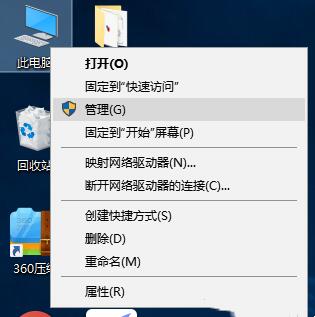 此电脑
打开(O)
固定到"快速访问"
管理(G)
固定到"开始"屏幕(P)
映射网络驱动器(N)...
断开网络驱动器的连接(C)...
回收站
创建快捷方式(S)
删除(D)
重命名(M)
360压缩
属性(R)